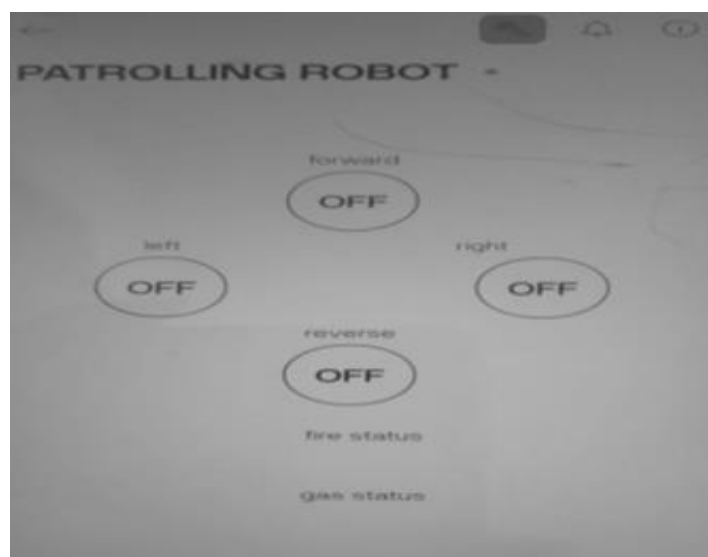 PATROLLING ROBOT
forward
OFF
left
right
OFF
OFF
reverse
OFF
fire status
gas status